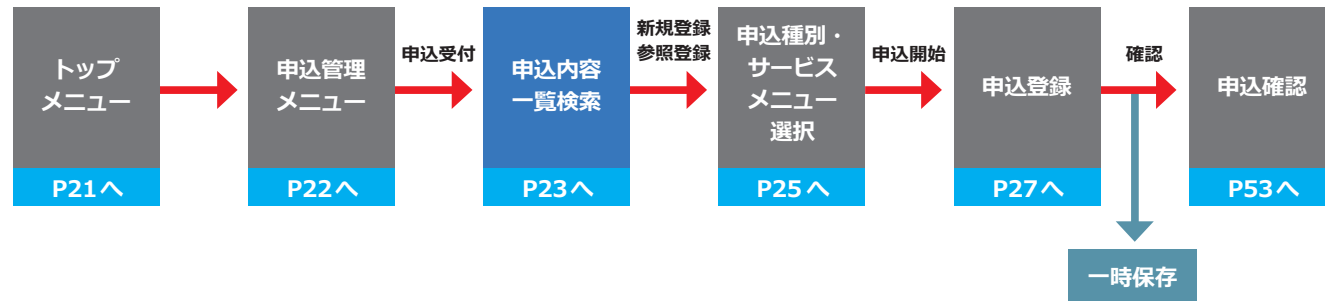 トップ
メニュー
P21へ
申込管理
メニュー
P22へ
申込受付
申込内容
一覧検索
P23へ
新規登録
参照登録
申込種別・
サービス
メニュー
選択
P25へ
申込開始
申込登録
P27へ
確認
申込確認
P53へ
一時保存